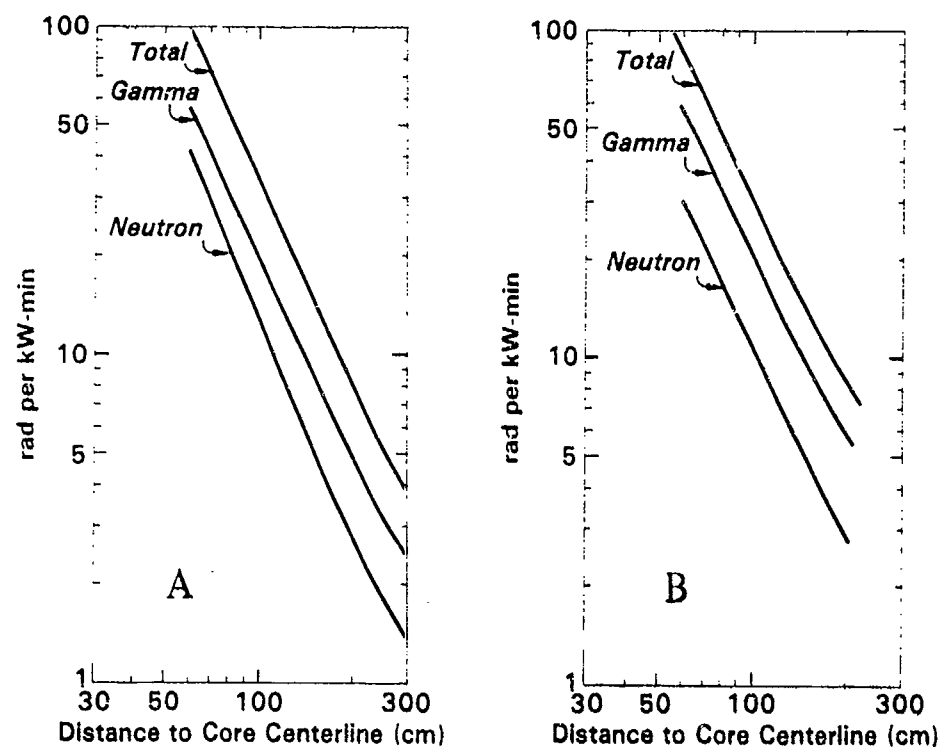 100
Total
Gamma
50
Neutron
10
5
1
rad per kW-min
A
30 50 100 300
Distance to Core Centerline (cm)
100
Total
50
Gamma
Neutron
10
5
1
rad per kW-min
B
30 50 100 300
Distance to Core Centerline (cm)